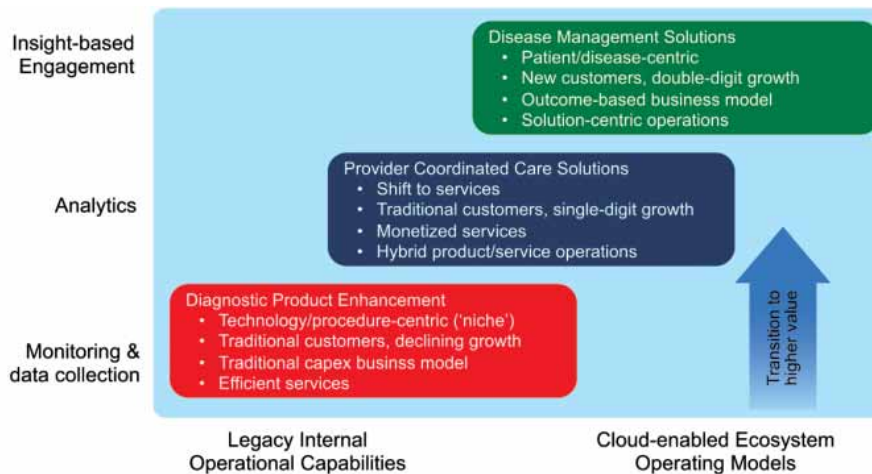 Insight-based
Engagement
Disease Management Solutions
• Patient/disease-centric
• New customers, double-digit growth
• Outcome-based business model
• Solution-centric operations
Analytics
Provider Coordinated Care Solutions
• Shift to services
• Traditional customers, single-digit growth
• Monetized services
• Hybrid product/service operations
Monitoring &
data collection
Diagnostic Product Enhancement
• Technology/procedure-centric (‘niche’)
• Traditional customers, declining growth
• Traditional capex businss model
• Efficient services
Transition to
higher value
Legacy Internal
Operational Capabilities
Cloud-enabled Ecosystem
Operating Models